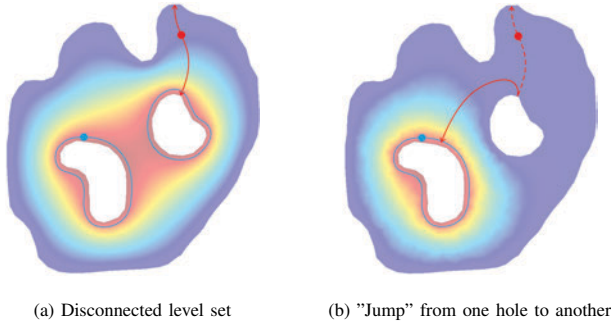 (a) Disconnected level set
(b) ”Jump” from one hole to another